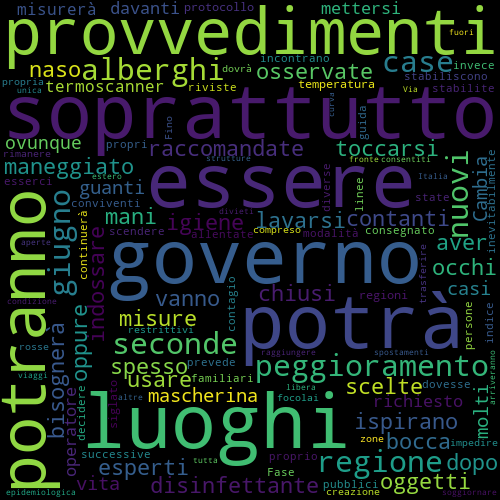 misurerà davanti protocollo mettersi
provvedimenti
fuori
naso alberghi osservate case invece
incontrano stabiliscono
propria termoscanner riviste dovrà temperatura stabilite
unica Via
soprattutto
Fino curva
ovunque raccomandate toccarsi
rimanere propri guida
maneggiato essere
esserci estero strutture fronte consentiti
conviventi guanti diverse linee Italia
mani igiene divieti state contanti nuovi Cambia
continuerà lavarsi inevitabilmente
scendere allentate compreso modalità consegnato aver
giugno indossare
aperte governo occhi
vanno chiusi regioni casi
condizione contagio trasferire indice
potranno oppure misure potrà
rosse restrittivi persone
seconde raggiungere spostamenti
viaggi prevede peggioramento dovesse arriveranno
spesso usare familiari libera scelte
bisognerà operatore decidere mascherina focolai altre richiesto molti
significa luoghi zone ispirano
successive tutta bocca impedire
esperti proprio regione dopo
vita disinfettante Fase pubblici oggetti
epidemiologica creazione soggiornare